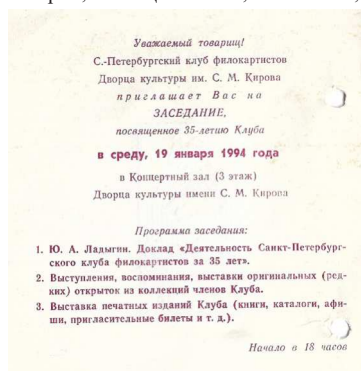 Уважаемый товарищ!
С.-Петербургский клуб филокартистов
Дворца культуры им. С. М. Кирова
приглашает Вас на
ЗАСЕДАНИЕ,
посвященное 35-летию Клуба
в среду, 19 января 1994 года
в Концертный зал (3 этаж)
Дворца культуры имени С. М. Кирова
Программа заседания:
1. Ю. А. Ладыгин. Доклад «Деятельность Санкт-Петербург-
ского клуба филокартистов за 35 лет».
2. Выступления, воспоминания, выставки оригинальных (ред-
ких) открыток из коллекций членов Клуба.
3. Выставка печатных изданий Клуба (книги, каталоги, афи-
ши, пригласительные билеты и т. д.).
Начало в 18 часов